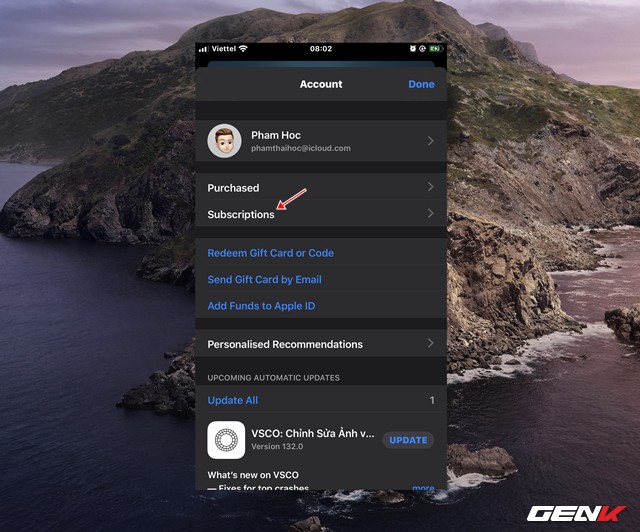 Viettel 08:02
Account Done
Pham Hoc
phamthaihoc@icloud.com
Purchased
Subscriptions
Redeem Gift Card or Code
Send Gift Card by Email
Add Funds to Apple ID
Personalised Recommendations
UPCOMING AUTOMATIC UPDATES
Update All 1
VSCO: Chỉnh Sửa Ảnh v... UPDATE
Version 132.0
What's new on VSCO
— Fixes for top crashes more
GENK